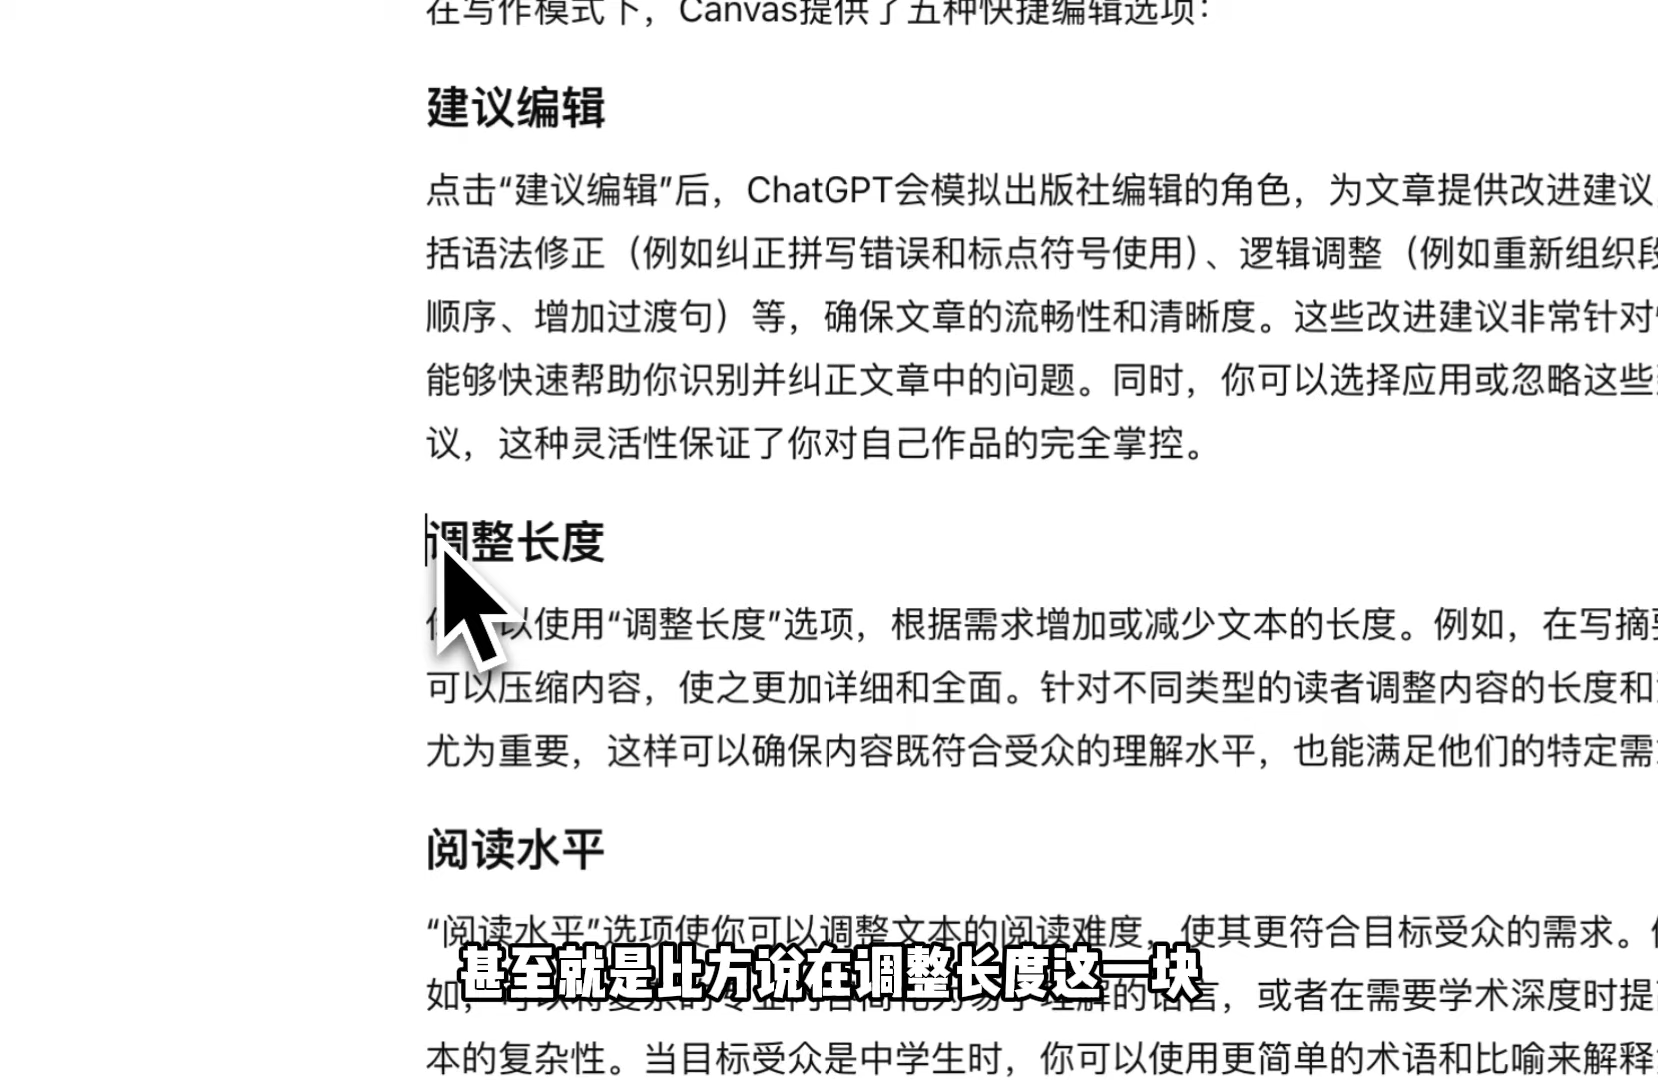 在写作模式下，Canvas提供了五种快捷编辑选项：
建议编辑
点击“建议编辑”后，ChatGPT会模拟出版社编辑的角色，为文章提供改进建议，
括语法修正（例如纠正拼写错误和标点符号使用）、逻辑调整（例如重新组织段
顺序、增加过渡句）等，确保文章的流畅性和清晰度。这些改进建议非常针对
能够快速帮助你识别并纠正文章中的问题。同时，你可以选择应用或忽略这些
议，这种灵活性保证了你对自己作品的完全掌控。
调整长度
以使用“调整长度”选项，根据需求增加或减少文本的长度。例如，在写摘要
可以压缩内容，使之更加详细和全面。针对不同类型的读者调整内容的长度和
尤为重要，这样可以确保内容既符合受众的理解水平，也能满足他们的特定需
阅读水平
“阅读水平”选项使你可以调整文本的阅读难度，使其更符合目标受众的需求。
甚至就是比方说在调整长度这一块
如，的语言，或者在需要学术深度时提
本的复杂性。当目标受众是中学生时，你可以使用更简单的术语和比喻来解释